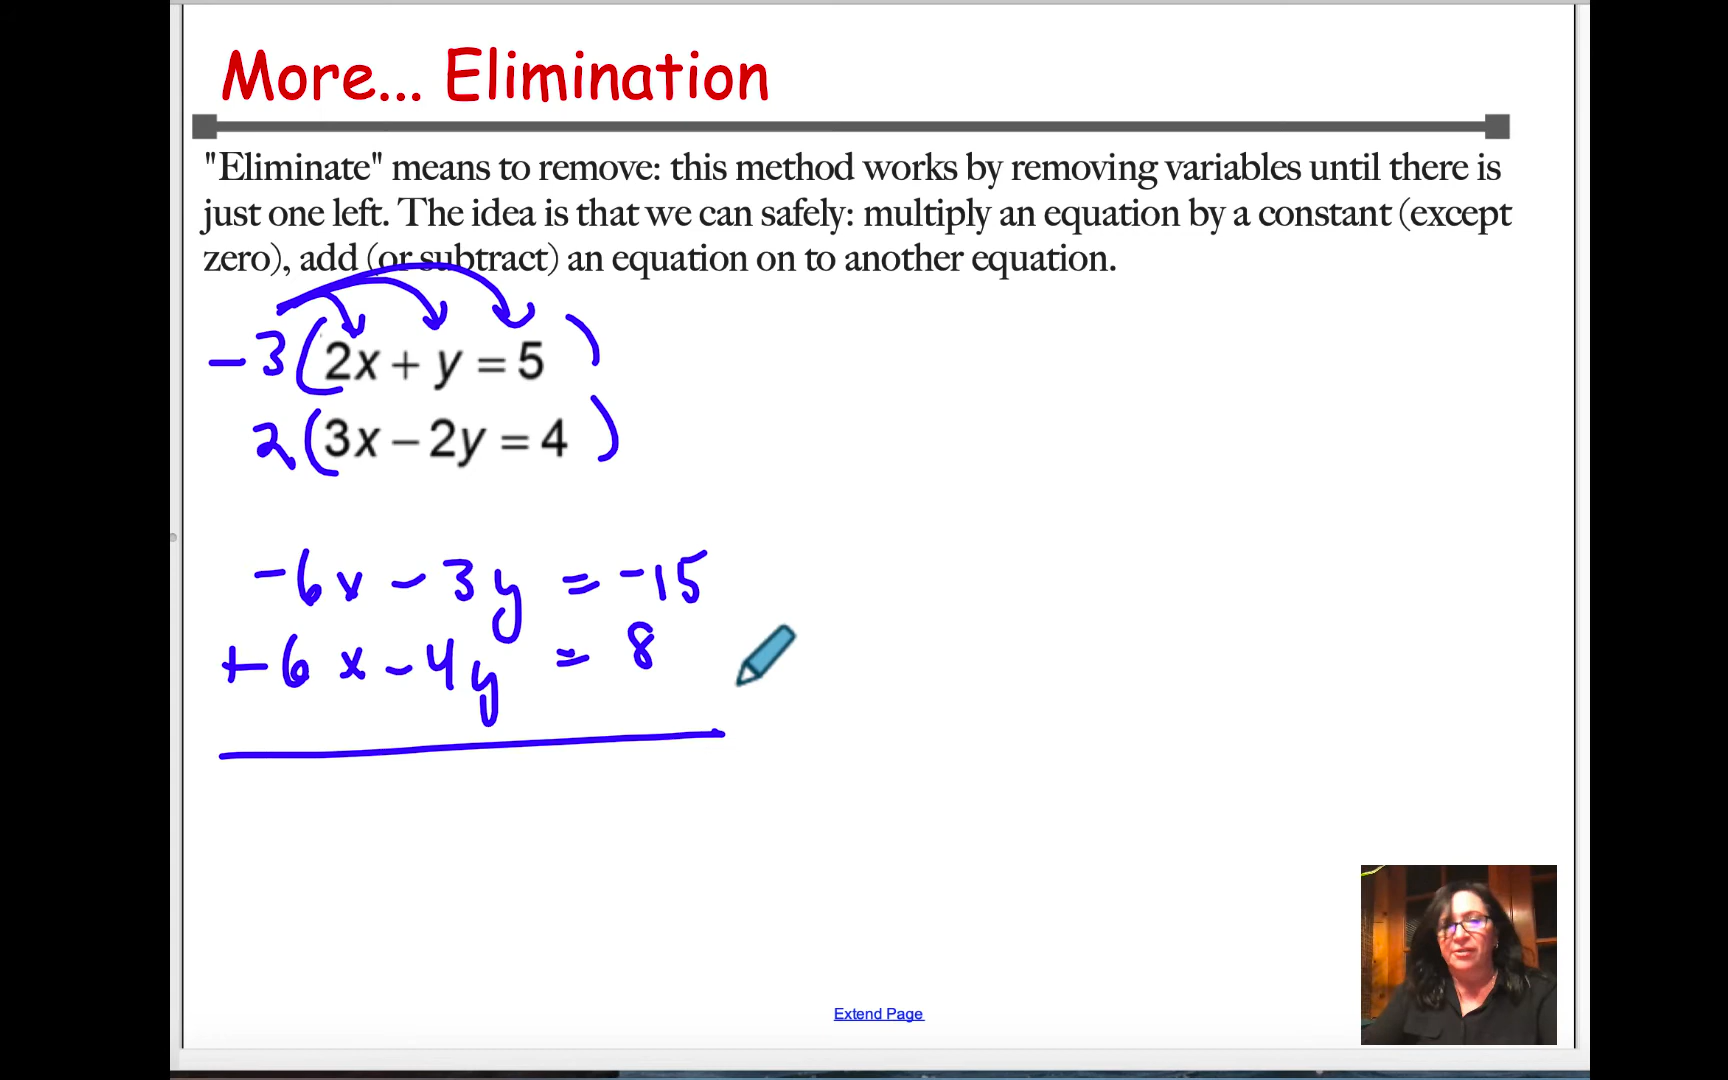 More... Elimination
"Eliminate" means to remove: this method works by removing variables until there is
just one left. The idea is that we can safely: multiply an equation by a constant (except
zero), add (or subtract) an equation on to another equation.
-3(2x + y = 5)
2(3x − 2y = 4)
-6x - 3y = -15
+6x - 4y = 8
Extend Page